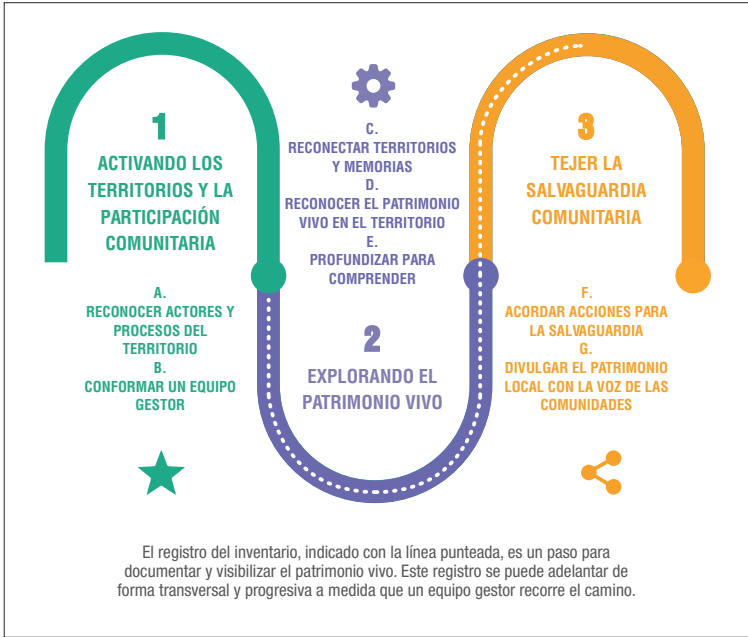 1
ACTIVANDO LOS
TERRITORIOS Y LA
PARTICIPACIÓN
COMUNITARIA
A.
RECONOCER ACTORES Y
PROCESOS DEL
TERRITORIO
B.
CONFORMAR UN EQUIPO
GESTOR
C.
RECONECTAR TERRITORIOS
Y MEMORIAS
D.
RECONOCER EL PATRIMONIO
VIVO EN EL TERRITORIO
E.
PROFUNDIZAR PARA
COMPRENDER
2
EXPLORANDO EL
PATRIMONIO VIVO
3
TEJER LA
SALVAGUARDIA
COMUNITARIA
F.
ACORDAR ACCIONES PARA
LA SALVAGUARDIA
G.
DIVULGAR EL PATRIMONIO
LOCAL CON LA VOZ DE LAS
COMUNIDADES
El registro del inventario, indicado con la línea punteada, es un paso para
documentar y visibilizar el patrimonio vivo. Este registro se puede adelantar de
forma transversal y progresiva a medida que un equipo gestor recorre el camino.